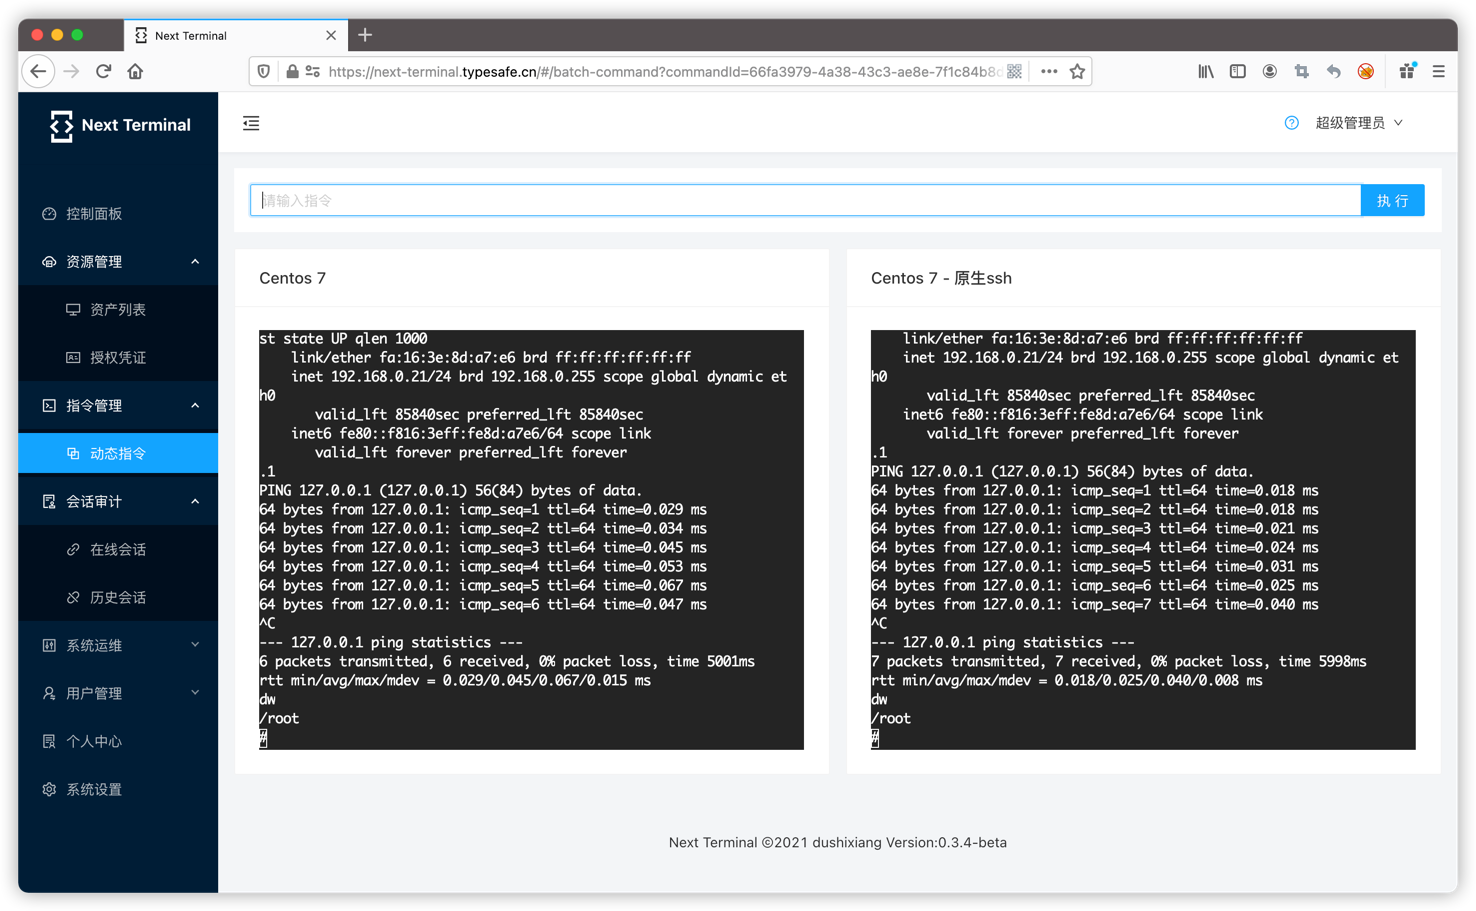 Next Terminal
https://next-terminal.typesafe.cn/#/batch-command?commandId=66fa3979-4a38-43c3-ae8e-7f1c84b8
Next Terminal
超级管理员
控制面板
资源管理
资产列表
授权凭证
指令管理
动态指令
会话审计
在线会话
历史会话
系统运维
用户管理
个人中心
系统设置
请输入指令
执 行
Centos 7
st state UP qlen 1000
link/ether fa:16:3e:8d:a7:e6 brd ff:ff:ff:ff:ff:ff
inet 192.168.0.21/24 brd 192.168.0.255 scope global dynamic et
h0
valid_lft 85840sec preferred_lft 85840sec
inet6 fe80::f816:3eff:fe8d:a7e6/64 scope link
valid_lft forever preferred_lft forever
.1
PING 127.0.0.1 (127.0.0.1) 56(84) bytes of data.
64 bytes from 127.0.0.1: icmp_seq=1 ttl=64 time=0.029 ms
64 bytes from 127.0.0.1: icmp_seq=2 ttl=64 time=0.034 ms
64 bytes from 127.0.0.1: icmp_seq=3 ttl=64 time=0.045 ms
64 bytes from 127.0.0.1: icmp_seq=4 ttl=64 time=0.053 ms
64 bytes from 127.0.0.1: icmp_seq=5 ttl=64 time=0.067 ms
64 bytes from 127.0.0.1: icmp_seq=6 ttl=64 time=0.047 ms
^C
--- 127.0.0.1 ping statistics ---
6 packets transmitted, 6 received, 0% packet loss, time 5001ms
rtt min/avg/max/mdev = 0.029/0.045/0.067/0.015 ms
dw
/root
#
Centos 7 - 原生ssh
link/ether fa:16:3e:8d:a7:e6 brd ff:ff:ff:ff:ff:ff
inet 192.168.0.21/24 brd 192.168.0.255 scope global dynamic et
h0
valid_lft 85840sec preferred_lft 85840sec
inet6 fe80::f816:3eff:fe8d:a7e6/64 scope link
valid_lft forever preferred_lft forever
.1
PING 127.0.0.1 (127.0.0.1) 56(84) bytes of data.
64 bytes from 127.0.0.1: icmp_seq=1 ttl=64 time=0.018 ms
64 bytes from 127.0.0.1: icmp_seq=2 ttl=64 time=0.018 ms
64 bytes from 127.0.0.1: icmp_seq=3 ttl=64 time=0.021 ms
64 bytes from 127.0.0.1: icmp_seq=4 ttl=64 time=0.024 ms
64 bytes from 127.0.0.1: icmp_seq=5 ttl=64 time=0.031 ms
64 bytes from 127.0.0.1: icmp_seq=6 ttl=64 time=0.025 ms
64 bytes from 127.0.0.1: icmp_seq=7 ttl=64 time=0.040 ms
^C
--- 127.0.0.1 ping statistics ---
7 packets transmitted, 7 received, 0% packet loss, time 5998ms
rtt min/avg/max/mdev = 0.018/0.025/0.040/0.008 ms
dw
/root
#
Next Terminal ©2021 dushixiang Version:0.3.4-beta